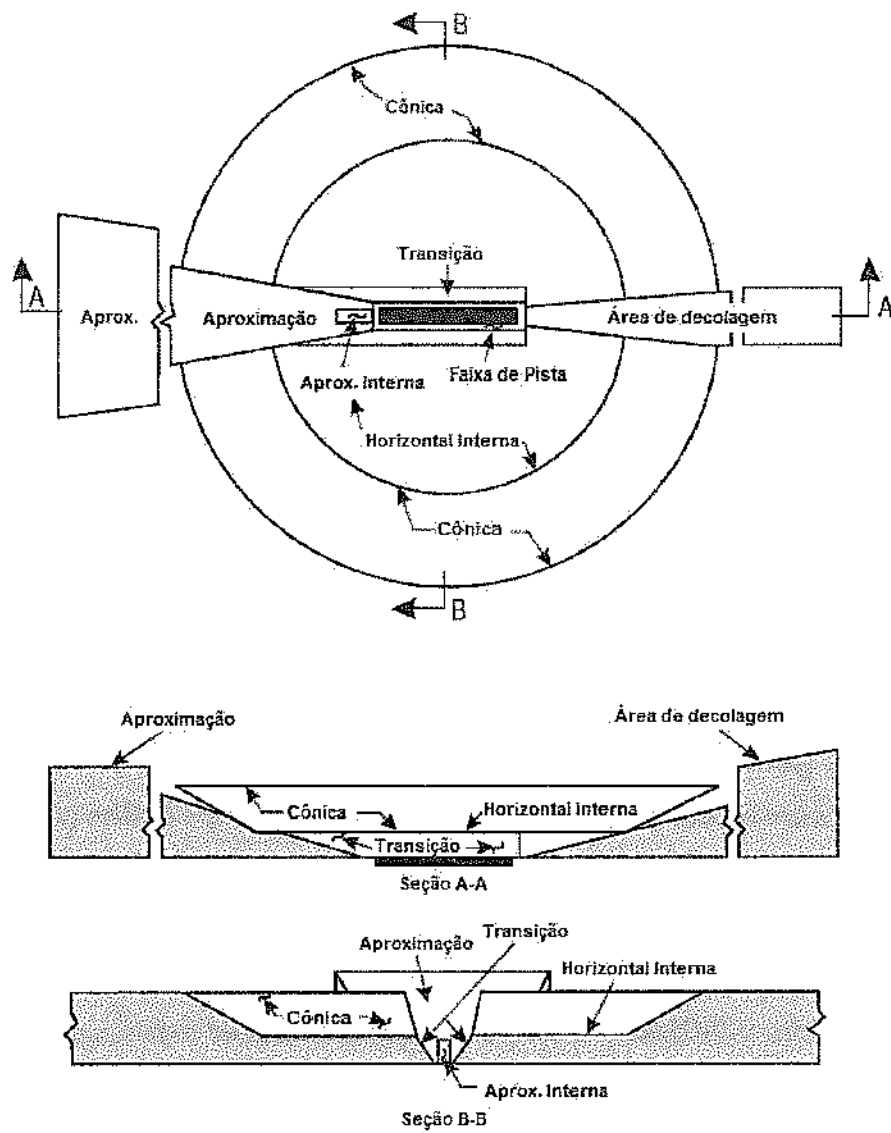 B
Cônica
Transição
A
A
Aprox.
Aproximação
Área de decolagem
Aprox. Interna
Faixa de Pista
Horizontal Interna
Cônica
B
Aproximação
Área de decolagem
Cônica
Horizontal Interna
Transição
Seção A-A
Aproximação
Transição
Horizontal Interna
Cônica
Aprox. Interna
Seção B-B